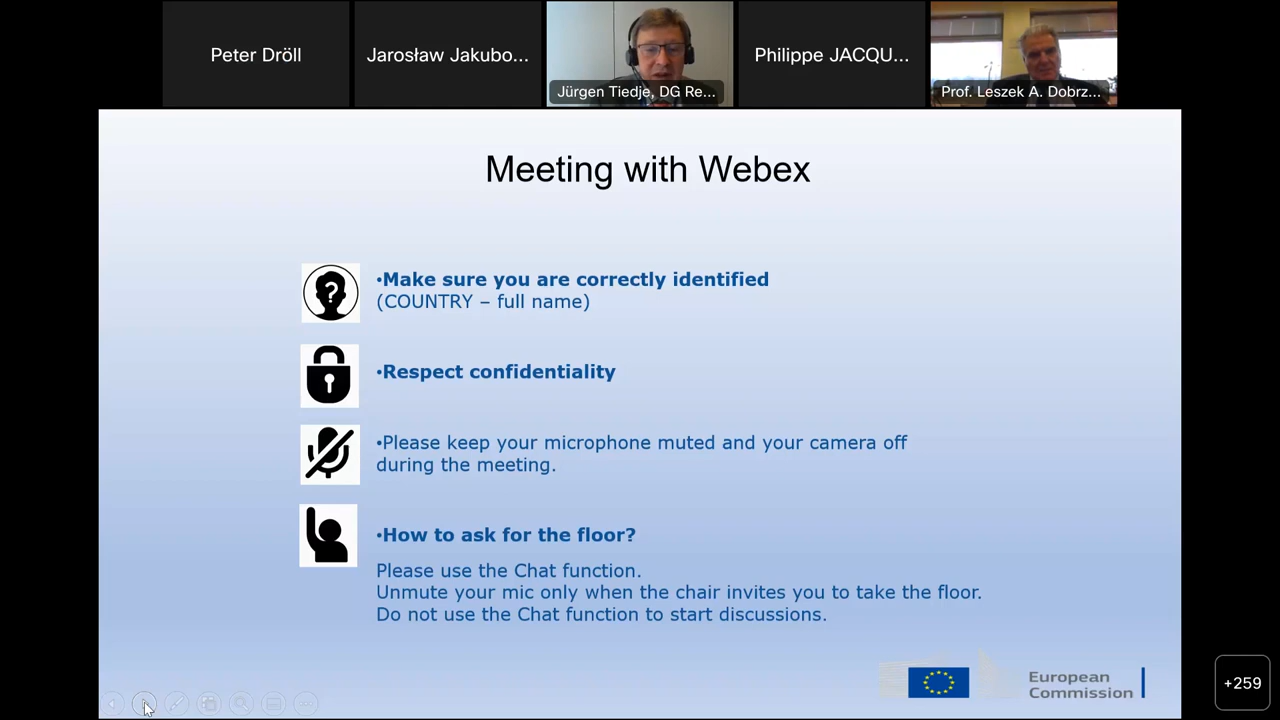 Peter Dröll
Jarosław Jakubo...
Jürgen Tiedje, DG Re...
Philippe JACQU...
Prof. Leszek A. Dobrz...
Meeting with Webex
•Make sure you are correctly identified
(COUNTRY – full name)
•Respect confidentiality
•Please keep your microphone muted and your camera off
during the meeting.
•How to ask for the floor?
Please use the Chat function.
Unmute your mic only when the chair invites you to take the floor.
Do not use the Chat function to start discussions.
European
Commission
+259